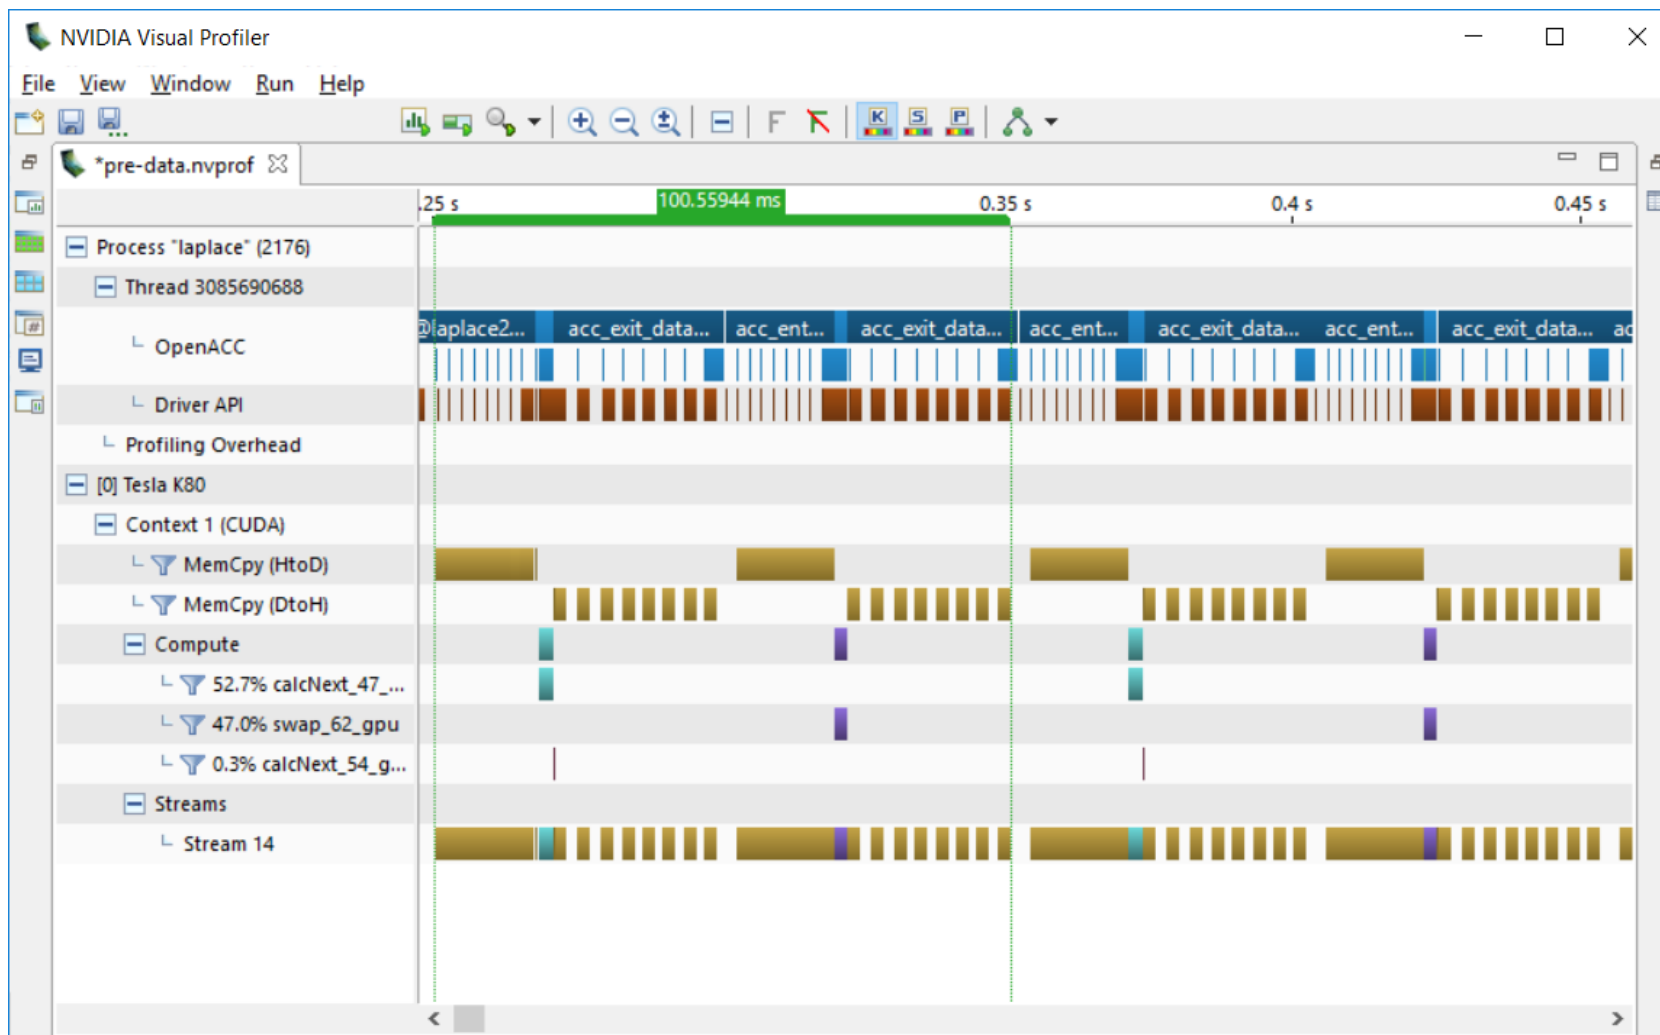 NVIDIA Visual Profiler
File View Window Run Help
F F K S P
*pre-data.nvprof
.25 s 100.55944 ms 0.35 s 0.4 s 0.45 s
Process "laplace" (2176)
Thread 3085690688
@laplace2... acc_exit_data... acc_ent... acc_exit_data... acc_ent... acc_exit_data... acc_ent... acc_exit_data... ac
OpenACC
Driver API
Profiling Overhead
[0] Tesla K80
Context 1 (CUDA)
MemCpy (HtoD)
MemCpy (DtoH)
Compute
52.7% calcNext_47_...
47.0% swap_62_gpu
0.3% calcNext_54_g...
Streams
Stream 14